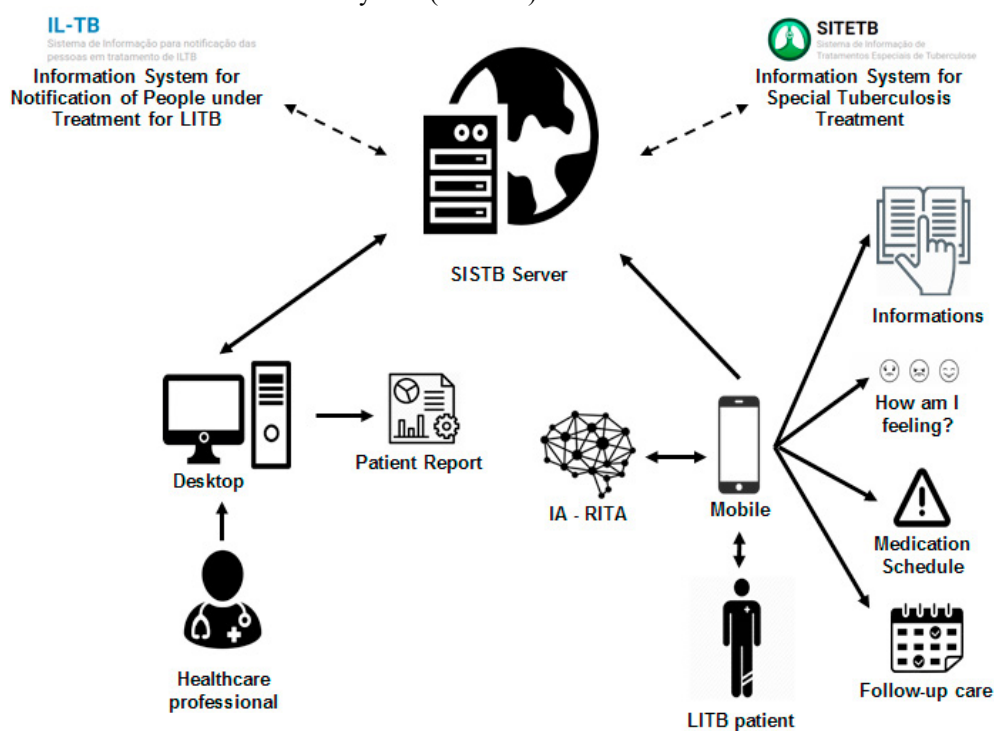 IL-TB
Sistema de Informação para notificação das
pessoas em tratamento de ILTB
Information System for
Notification of People under
Treatment for LITB
SITETB
Sistema de Informação de
Tratamentos Especiais de Tuberculose
Information System for
Special Tuberculosis
Treatment
SISTB Server
Informations
How am I
feeling?
Desktop
Patient Report
IA - RITA
Mobile
Medication
Schedule
Healthcare
professional
LITB patient
Follow-up care